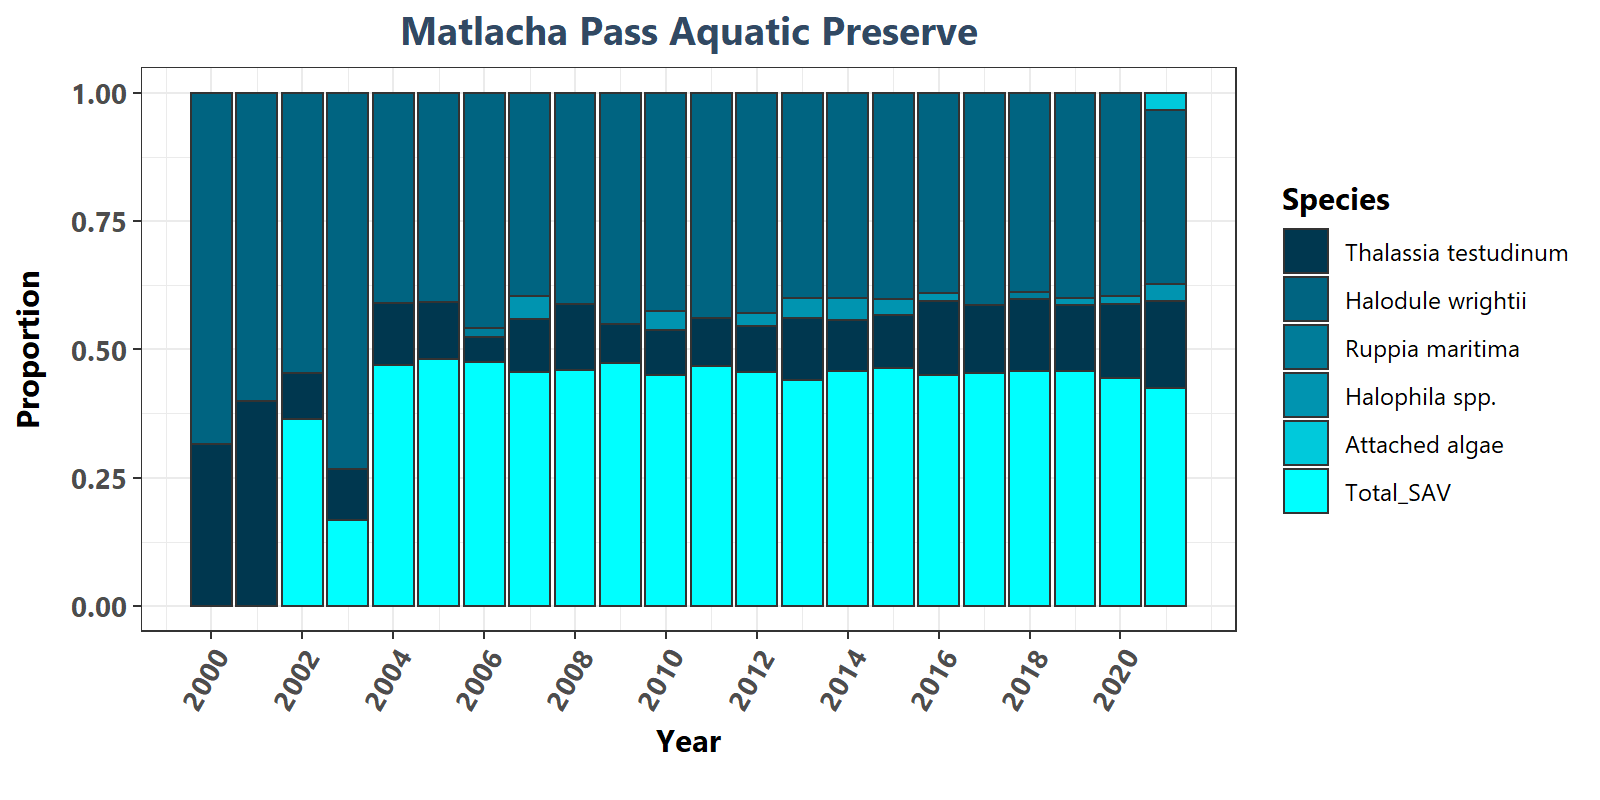 Matlacha Pass Aquatic Preserve
1.00
0.75
0.50
0.25
0.00
Proportion
2000
2002
2004
2006
2008
2010
2012
2014
2016
2018
2020
Year
Species
Thalassia testudinum
Halodule wrightii
Ruppia maritima
Halophila spp.
Attached algae
Total_SAV